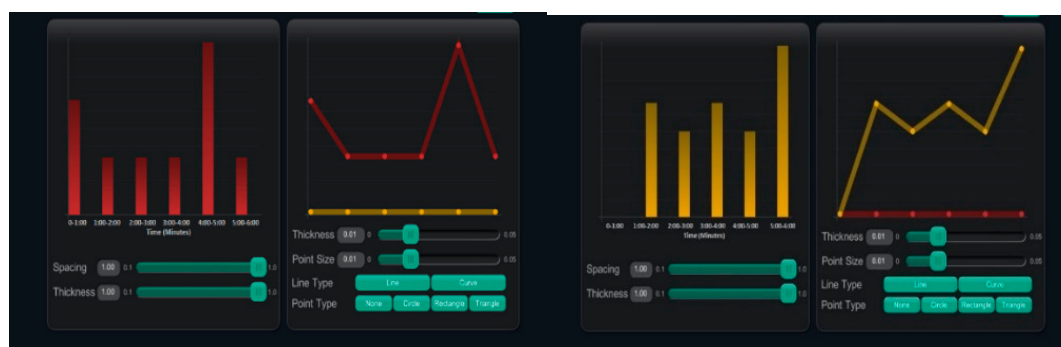 0-1:00 1:00-2:00 2:00-3:00 3:00-4:00 4:00-5:00 5:00-6:00
Time (Minutes)
Spacing 1.00 0.1 1.0
Thickness 1.00 0.1 1.0
Thickness 0.01 0 0.05
Point Size 0.01 0 0.05
Line Type Line Curve
Point Type None Circle Rectangle Triangle
0-1:00 1:00-2:00 2:00-3:00 3:00-4:00 4:00-5:00 5:00-6:00
Time (Minutes)
Spacing 1.00 0.1 1.0
Thickness 1.00 0.1 1.0
Thickness 0.01 0 0.05
Point Size 0.01 0 0.05
Line Type Line Curve
Point Type None Circle Rectangle Triangle